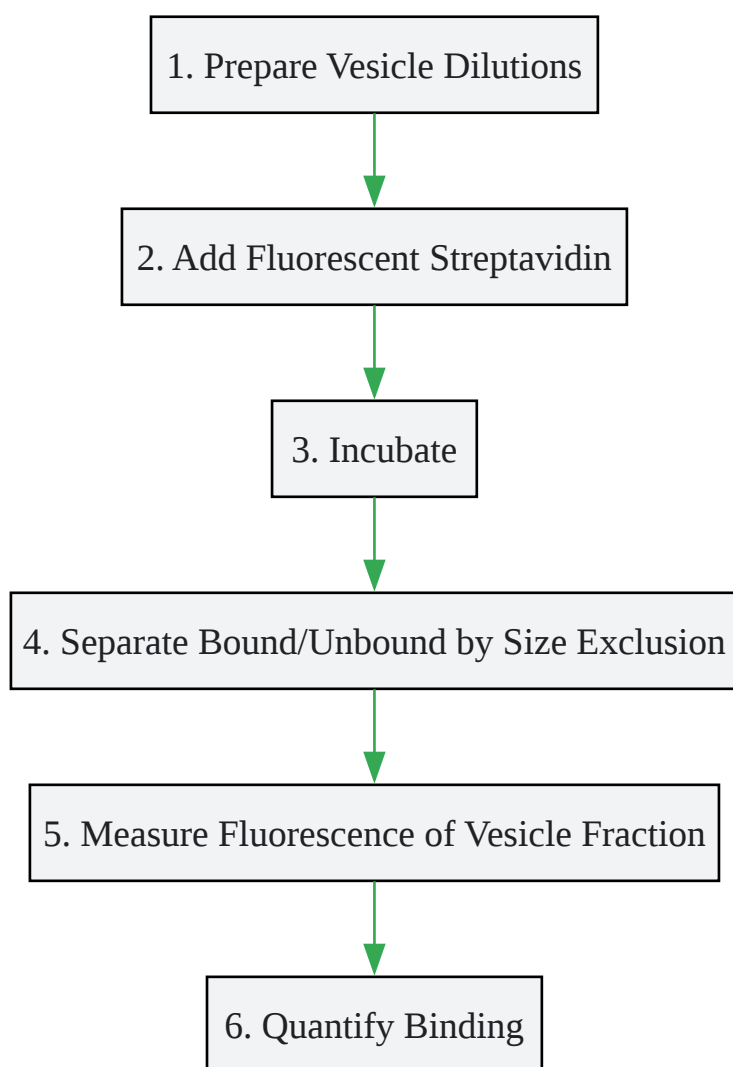 1. Prepare Vesicle Dilutions
2. Add Fluorescent Streptavidin
3. Incubate
4. Separate Bound/Unbound by Size Exclusion
5. Measure Fluorescence of Vesicle Fraction
6. Quantify Binding